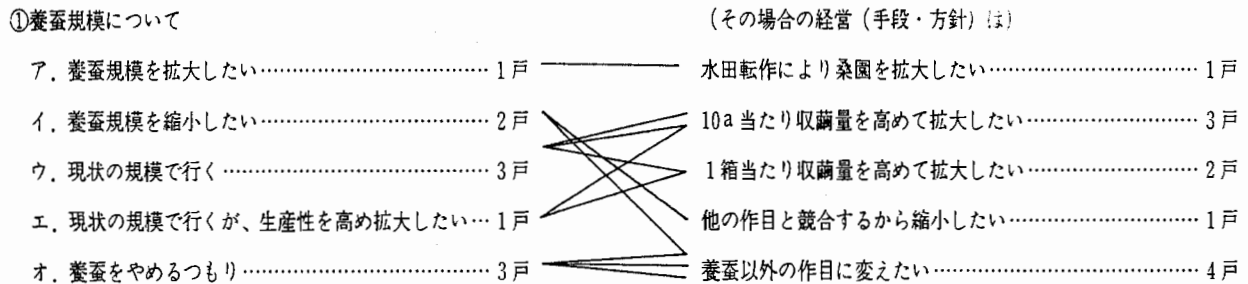 ①養蚕規模について (その場合の経営(手段・方針)は)
ア. 養蚕規模を拡大したい…………………………… 1戸 水田転作により桑園を拡大したい…………………………… 1戸
イ. 養蚕規模を縮小したい…………………………… 2戸 10a当たり収繭量を高めて拡大したい…………………… 3戸
ウ. 現状の規模で行く………………………………… 3戸 1箱当たり収繭量を高めて拡大したい…………………… 2戸
エ. 現状の規模で行くが、生産性を高め拡大したい… 1戸 他の作目と競合するから縮小したい……………………… 1戸
オ. 養蚕をやめるつもり……………………………… 3戸 養蚕以外の作目に変えたい………………………………… 4戸